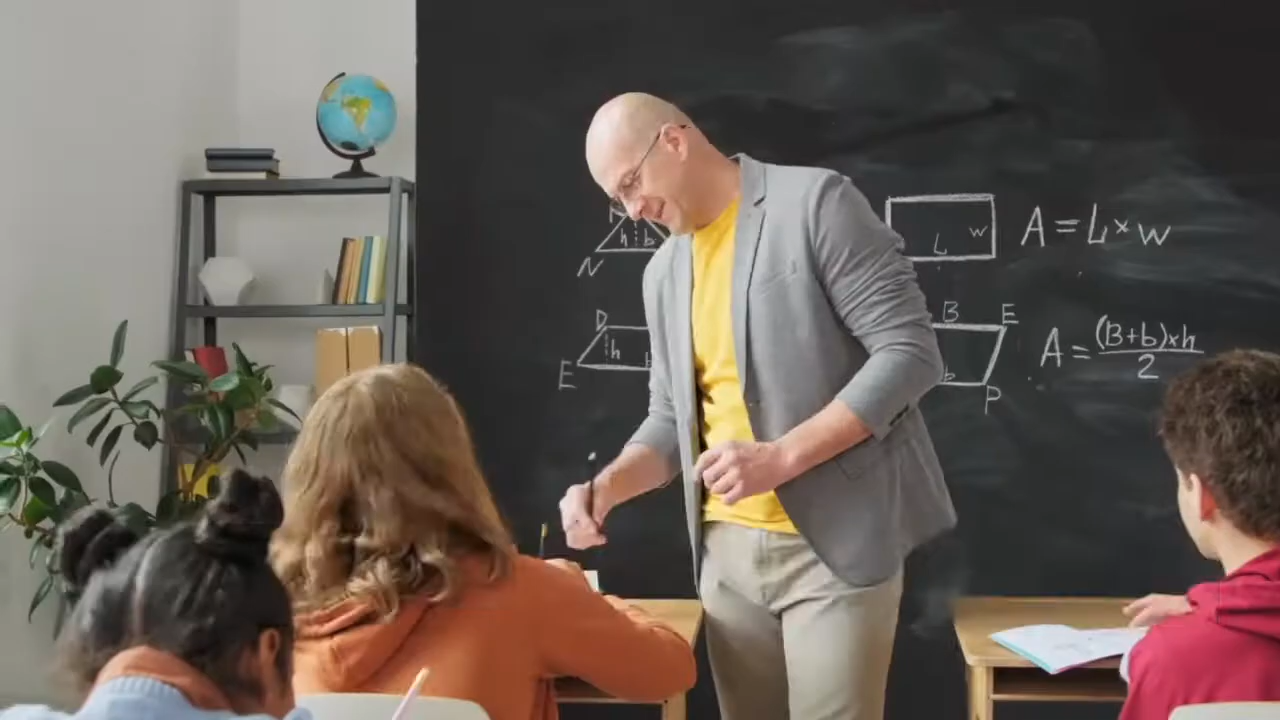 h b
N
L w
A = L × w
D
h
E
B E
b
P
A = (B+b)×h / 2